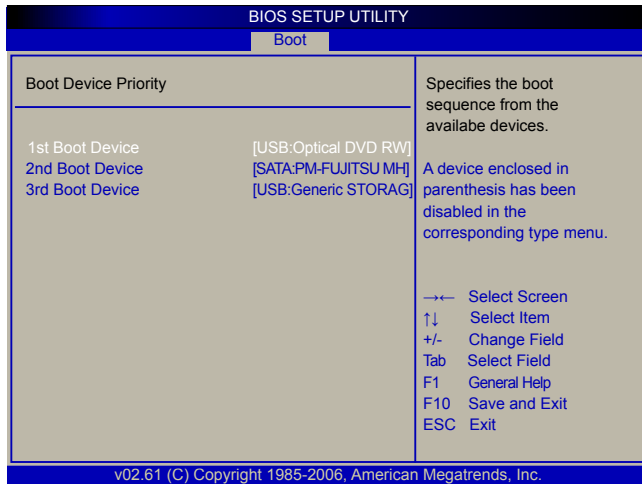 BIOS SETUP UTILITY
Boot
Boot Device Priority
1st Boot Device [USB:Optical DVD RW]
2nd Boot Device [SATA:PM-FUJITSU MH]
3rd Boot Device [USB:Generic STORAG]
Specifies the boot
sequence from the
availabe devices.
A device enclosed in
parenthesis has been
disabled in the
corresponding type menu.
→← Select Screen
↑↓ Select Item
+/- Change Field
Tab Select Field
F1 General Help
F10 Save and Exit
ESC Exit
v02.61 (C) Copyright 1985-2006, American Megatrends, Inc.